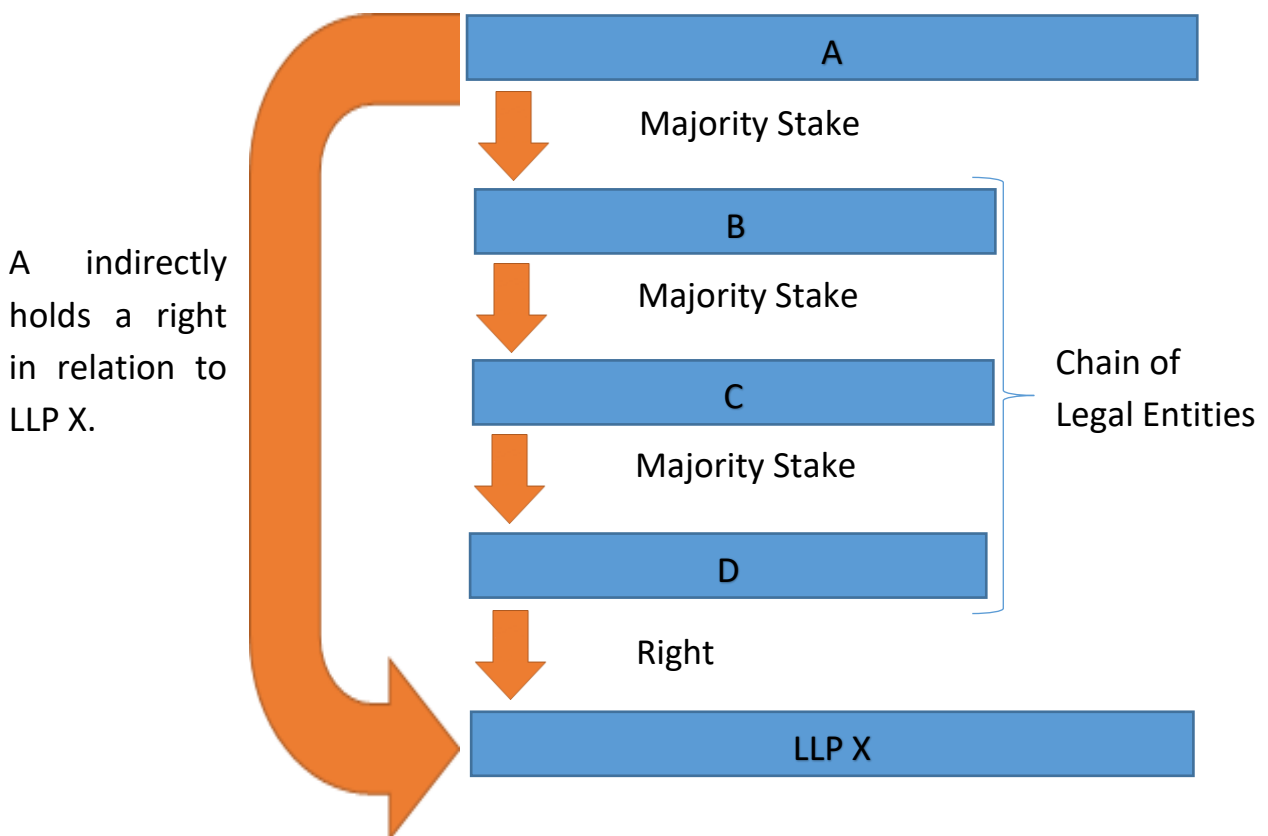 A
Majority Stake
B
A indirectly
holds a right
in relation to
LLP X.
Majority Stake
Chain of
Legal Entities
C
Majority Stake
D
Right
LLP X